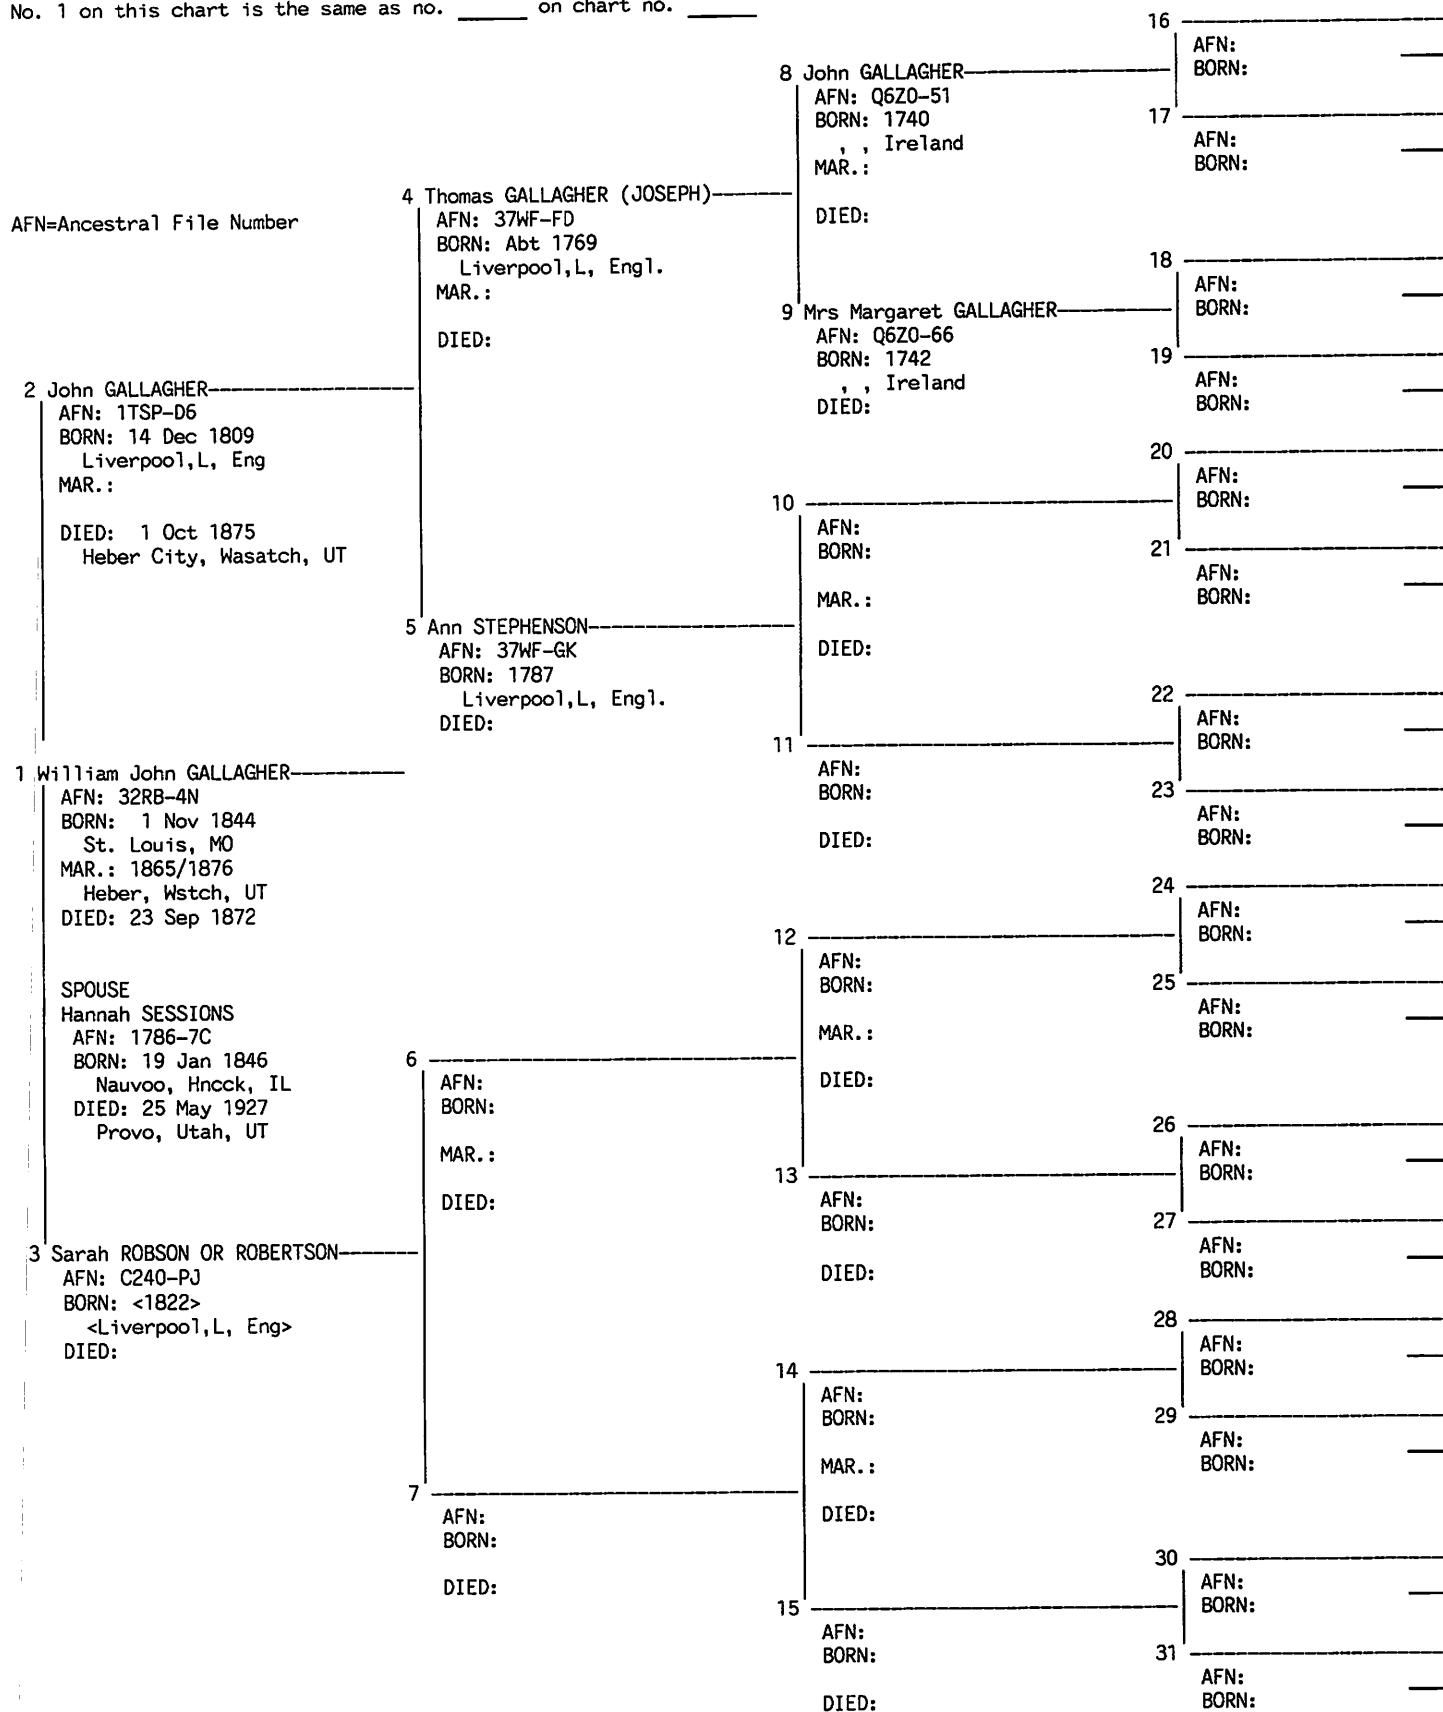 No. 1 on this chart is the same as no. ______ on chart no. ______
AFN=Ancestral File Number
1 William John GALLAGHER
AFN: 32RB-4N
BORN: 1 Nov 1844
St. Louis, MO
MAR.: 1865/1876
Heber, Wstch, UT
DIED: 23 Sep 1872
SPOUSE
Hannah SESSIONS
AFN: 1786-7C
BORN: 19 Jan 1846
Nauvoo, Hncck, IL
DIED: 25 May 1927
Provo, Utah, UT
2 John GALLAGHER
AFN: 1TSP-D6
BORN: 14 Dec 1809
Liverpool,L, Eng
MAR.:
DIED: 1 Oct 1875
Heber City, Wasatch, UT
3 Sarah ROBSON OR ROBERTSON
AFN: C240-PJ
BORN: <1822>
<Liverpool,L, Eng>
DIED:
4 Thomas GALLAGHER (JOSEPH)
AFN: 37WF-FD
BORN: Abt 1769
Liverpool,L, Engl.
MAR.:
DIED:
5 Ann STEPHENSON
AFN: 37WF-GK
BORN: 1787
Liverpool,L, Engl.
DIED:
6
AFN:
BORN:
MAR.:
DIED:
7
AFN:
BORN:
DIED:
8 John GALLAGHER
AFN: Q6Z0-51
BORN: 1740
, , Ireland
MAR.:
DIED:
9 Mrs Margaret GALLAGHER
AFN: Q6Z0-66
BORN: 1742
, , Ireland
DIED:
10
AFN:
BORN:
MAR.:
DIED:
11
AFN:
BORN:
DIED:
12
AFN:
BORN:
MAR.:
DIED:
13
AFN:
BORN:
DIED:
14
AFN:
BORN:
MAR.:
DIED:
15
AFN:
BORN:
DIED:
16
AFN:
BORN:
17
AFN:
BORN:
18
AFN:
BORN:
19
AFN:
BORN:
20
AFN:
BORN:
21
AFN:
BORN:
22
AFN:
BORN:
23
AFN:
BORN:
24
AFN:
BORN:
25
AFN:
BORN:
26
AFN:
BORN:
27
AFN:
BORN:
28
AFN:
BORN:
29
AFN:
BORN:
30
AFN:
BORN:
31
AFN:
BORN: